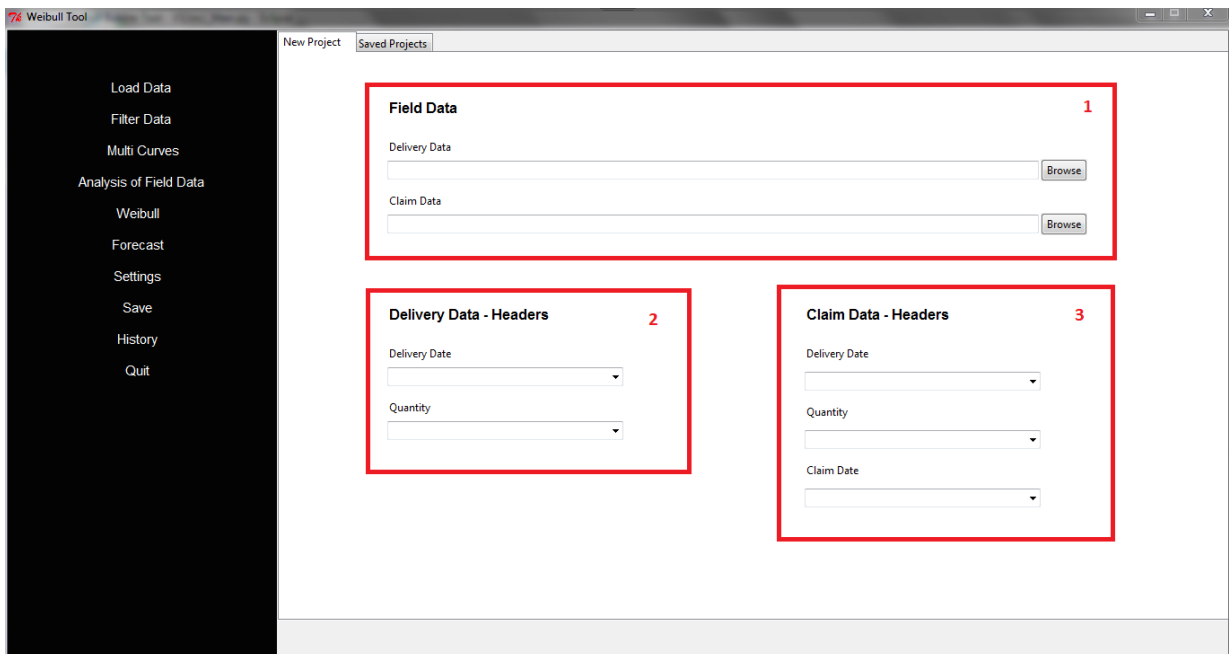 Weibull Tool
New Project
Saved Projects
Load Data
Filter Data
Multi Curves
Analysis of Field Data
Weibull
Forecast
Settings
Save
History
Quit
Field Data
1
Delivery Data
Browse
Claim Data
Browse
Delivery Data - Headers
2
Delivery Date
Quantity
Claim Data - Headers
3
Delivery Date
Quantity
Claim Date